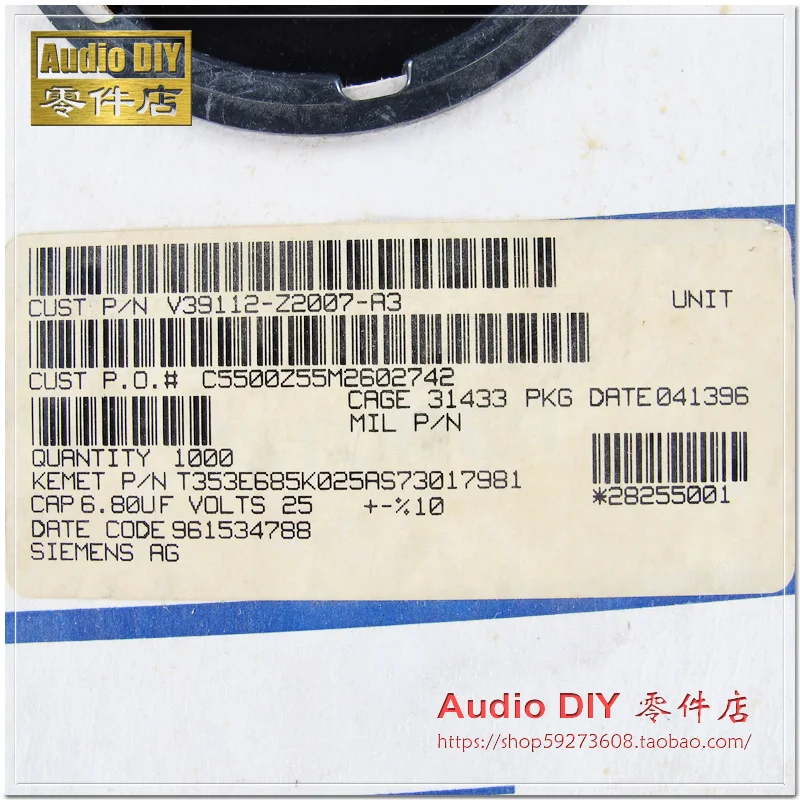 Audio DIY
零件店
CUST P/N V39112-Z2007-A3
UNIT
CUST P.O.# C5500Z55M2602742
CAGE 31433 PKG DATE 041396
MIL P/N
QUANTITY 1000
KEMET P/N T353E685K025AS73017981
*28255001
CAP 6.80UF VOLTS 25 +-%10
DATE CODE 961534788
SIEMENS AG
Audio DIY 零件店
https://shop59273608.taobao.com/